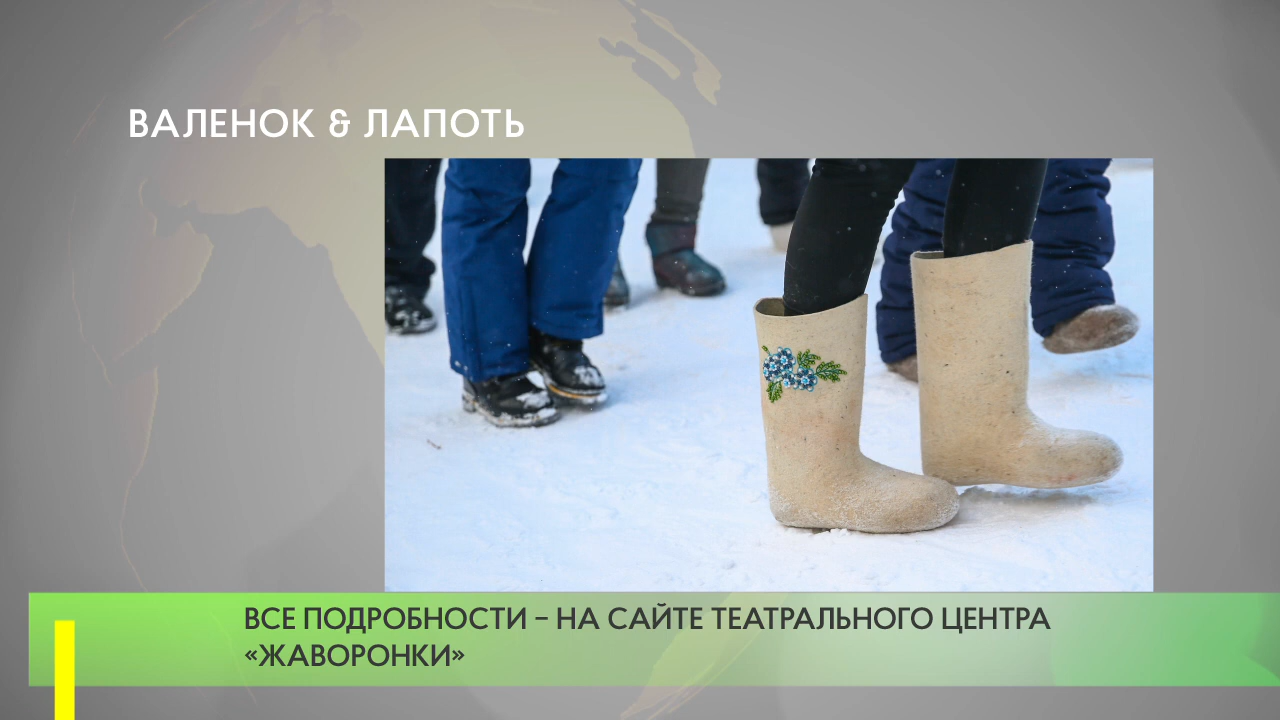 ВАЛЕНОК & ЛАПОТЬ
ВСЕ ПОДРОБНОСТИ – НА САЙТЕ ТЕАТРАЛЬНОГО ЦЕНТРА
«ЖАВОРОНКИ»